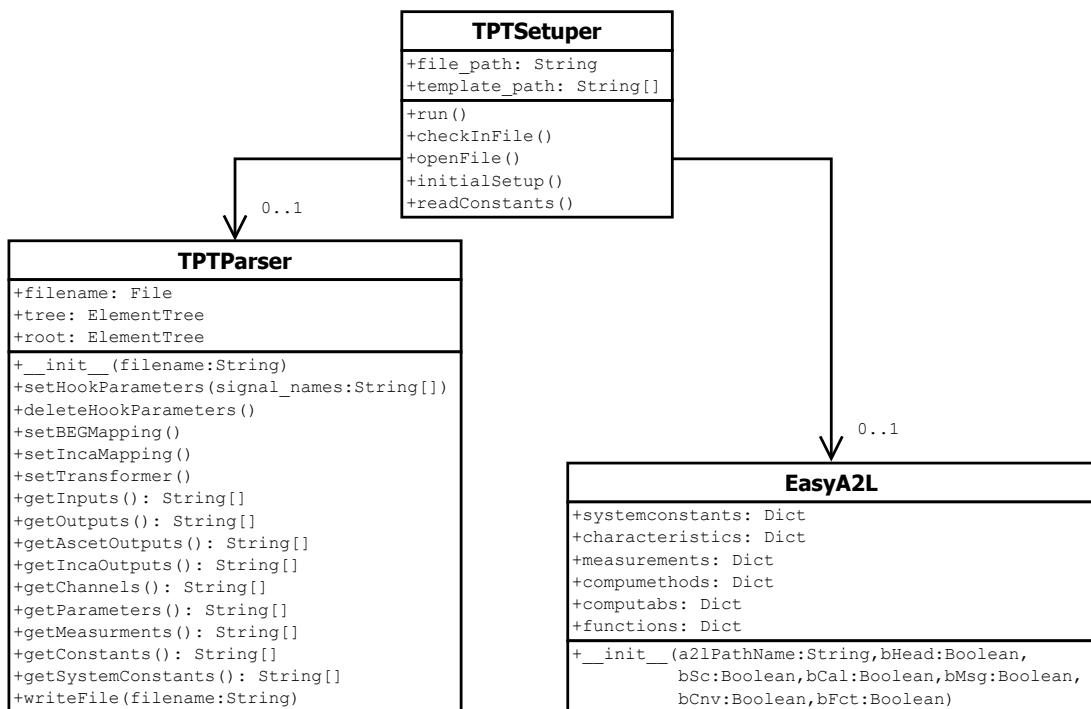 TPTSetuper
+file_path: String
+template_path: String[]
+run()
+checkInFile()
+openFile()
+initialSetup()
+readConstants()
0..1
TPTParser
+filename: File
+tree: ElementTree
+root: ElementTree
+__init__(filename:String)
+setHookParameters(signal_names:String[])
+deleteHookParameters()
+setBEGMapping()
+setIncaMapping()
+setTransformer()
+getInputs(): String[]
+getOutputs(): String[]
+getAscetOutputs(): String[]
+getIncaOutputs(): String[]
+getChannels(): String[]
+getParameters(): String[]
+getMeasurments(): String[]
+getConstants(): String[]
+getSystemConstants(): String[]
+writeFile(filename:String)
0..1
EasyA2L
+systemconstants: Dict
+characteristics: Dict
+measurements: Dict
+compumethods: Dict
+computabs: Dict
+functions: Dict
+__init__(a2lPathName:String,bHead:Boolean,
bSc:Boolean,bCal:Boolean,bMsg:Boolean,
bCnv:Boolean,bFct:Boolean)